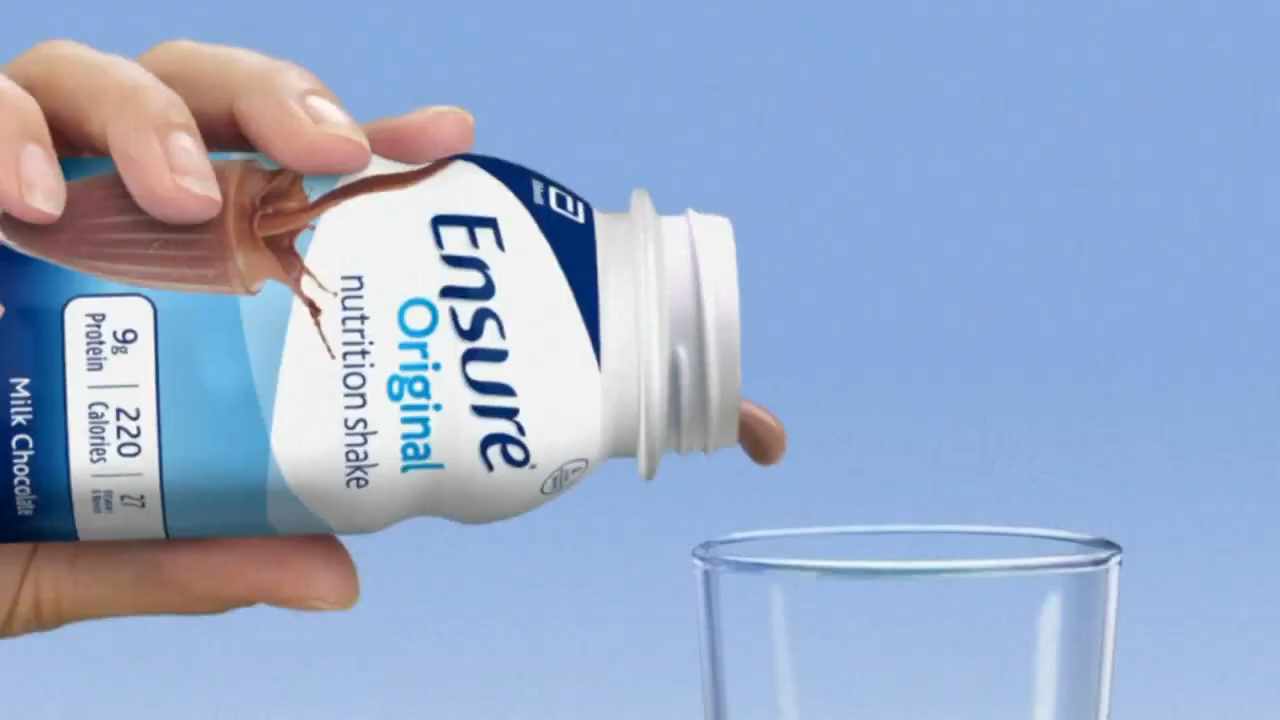 Ensure
Original
nutrition shake
9g
Protein
220
Calories
27
Milk Chocolate